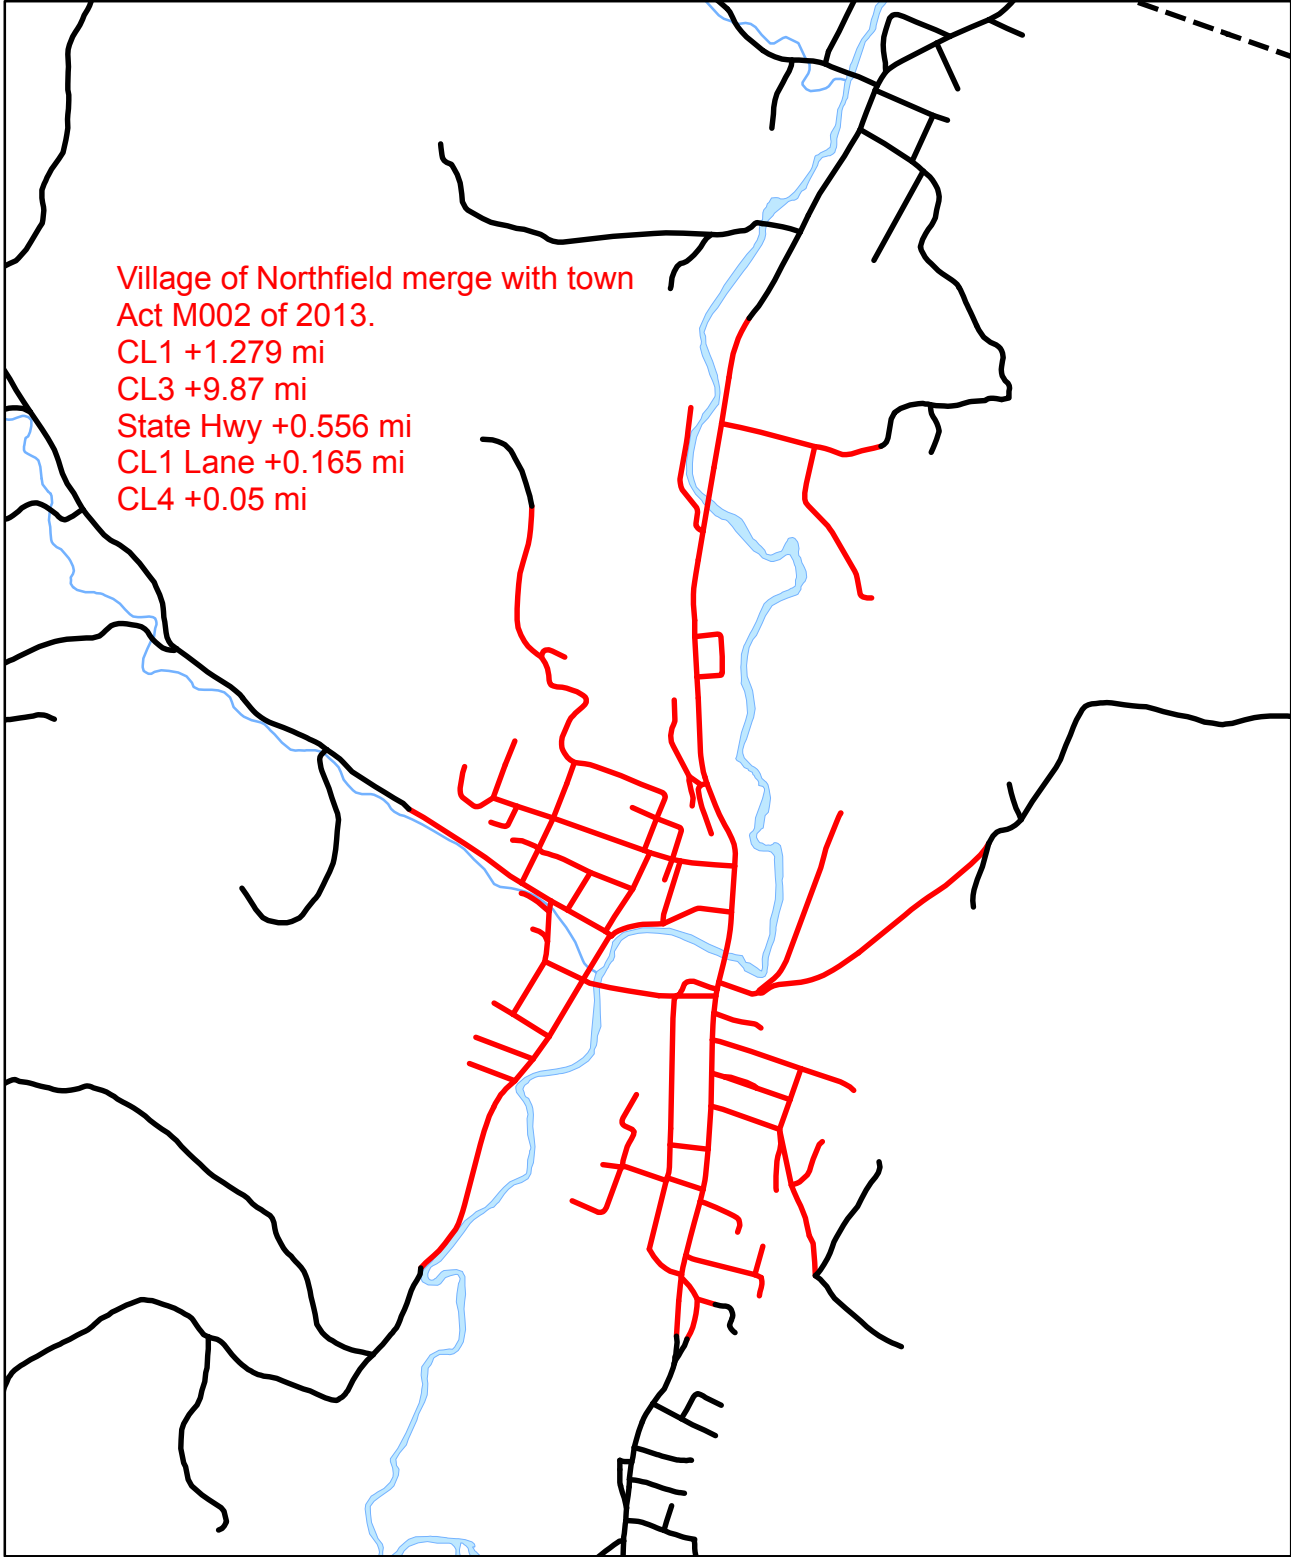 Village of Northfield merge with town
Act M002 of 2013.
CL1 +1.279 mi
CL3 +9.87 mi
State Hwy +0.556 mi
CL1 Lane +0.165 mi
CL4 +0.05 mi